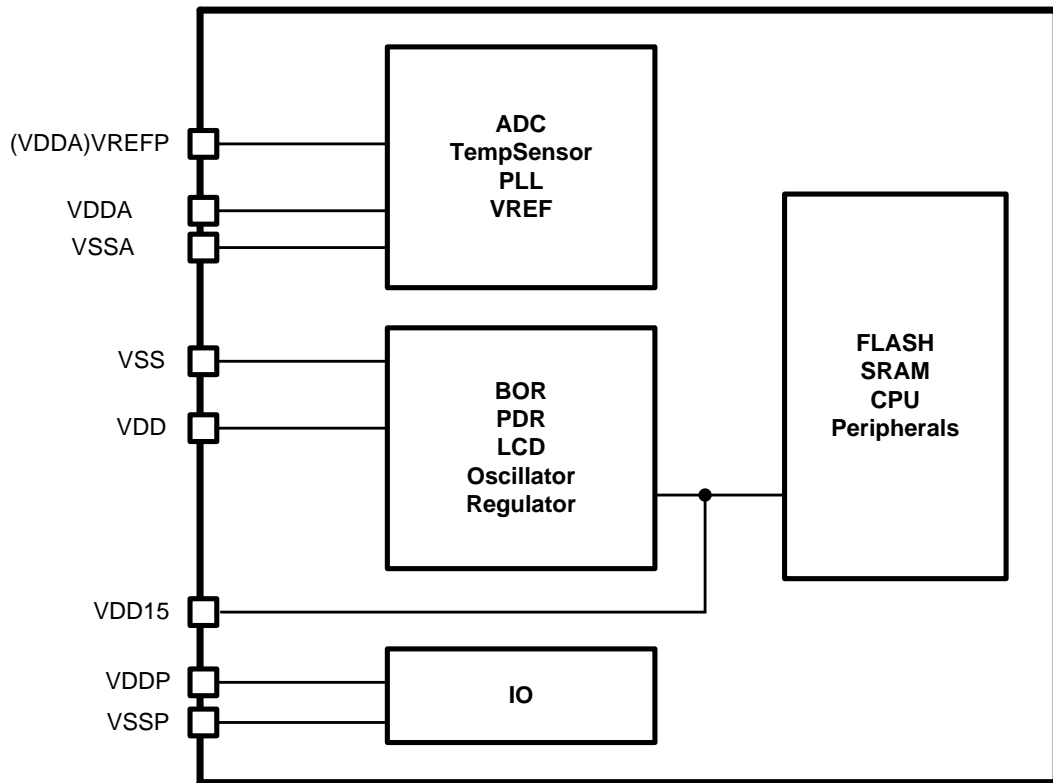 (VDDA)VREFP
VDDA
VSSA
ADC
TempSensor
PLL
VREF
VSS
VDD
BOR
PDR
LCD
Oscillator
Regulator
FLASH
SRAM
CPU
Peripherals
VDD15
VDDP
VSSP
IO